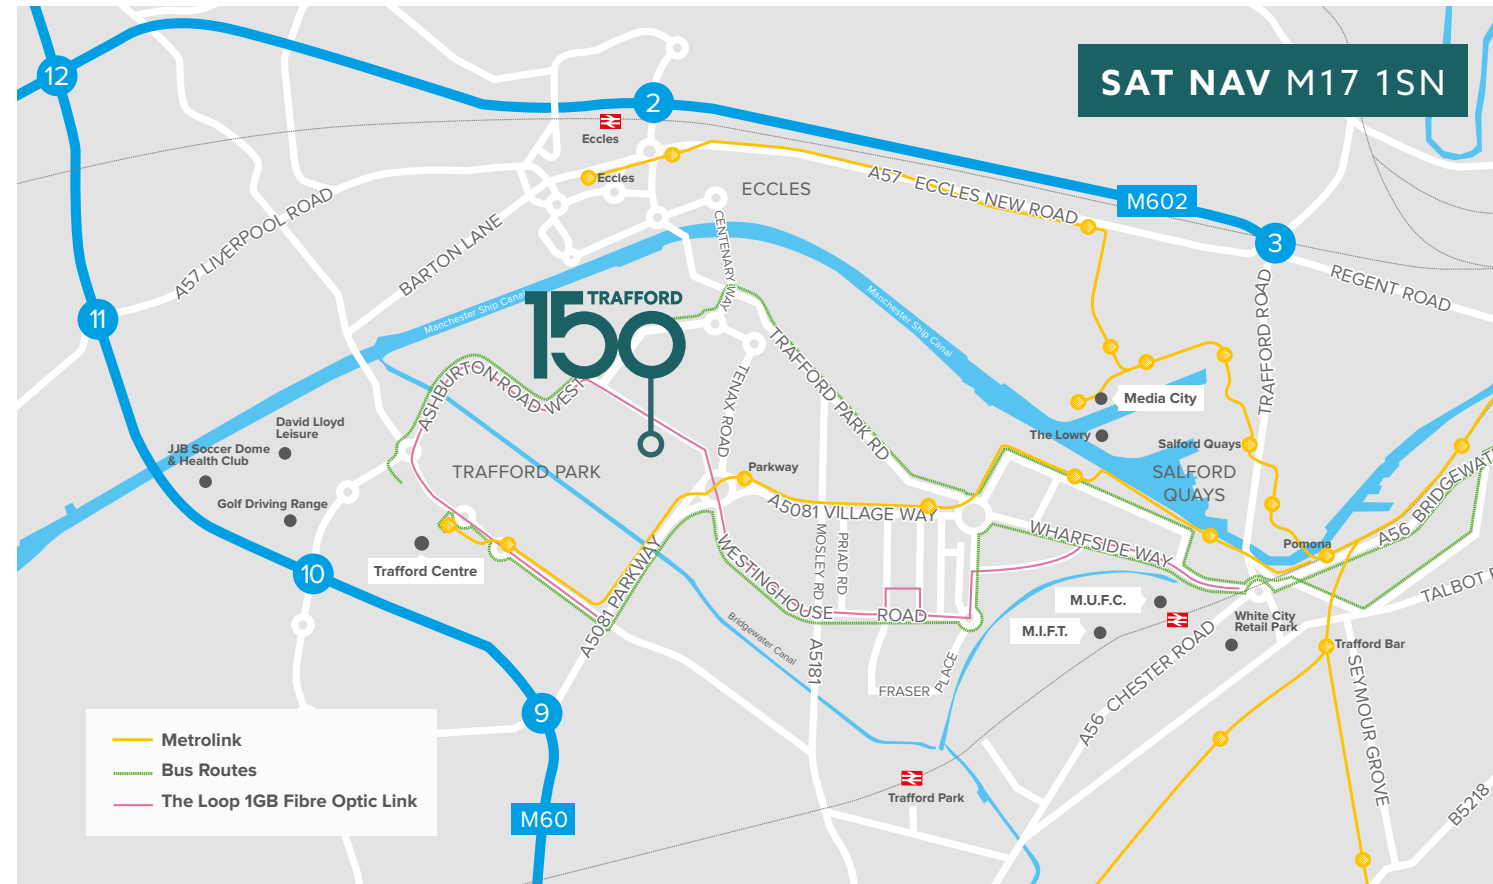 SAT NAV M17 1SN
12
2
Eccles
Eccles
ECCLES
A57 ECCLES NEW ROAD
M602
3
REGENT ROAD
A57 LIVERPOOL ROAD
BARTON LANE
CENTENARY WAY
TRAFFORD ROAD
11
Manchester Ship Canal
150 TRAFFORD
Manchester Ship Canal
ASHBURTON ROAD WEST
TENAX ROAD
TRAFFORD PARK RD
Media City
The Lowry
Salford Quays
SALFORD
QUAYS
David Lloyd
Leisure
JJB Soccer Dome
& Health Club
Golf Driving Range
TRAFFORD PARK
Parkway
A5081 VILLAGE WAY
WHARFSIDE WAY
Pomona
A56 BRIDGEWAT
TALBOT R
Trafford Centre
10
A5081 PARKWAY
WESTINGHOUSE ROAD
MOSLEY RD
PRIAD RD
A5181
Bridgewater Canal
FRASER PLACE
M.U.F.C.
M.I.F.T.
White City
Retail Park
Trafford Bar
A56 CHESTER ROAD
SEYMOUR GROVE
B5218
9
M60
Trafford Park
Metrolink
Bus Routes
The Loop 1GB Fibre Optic Link